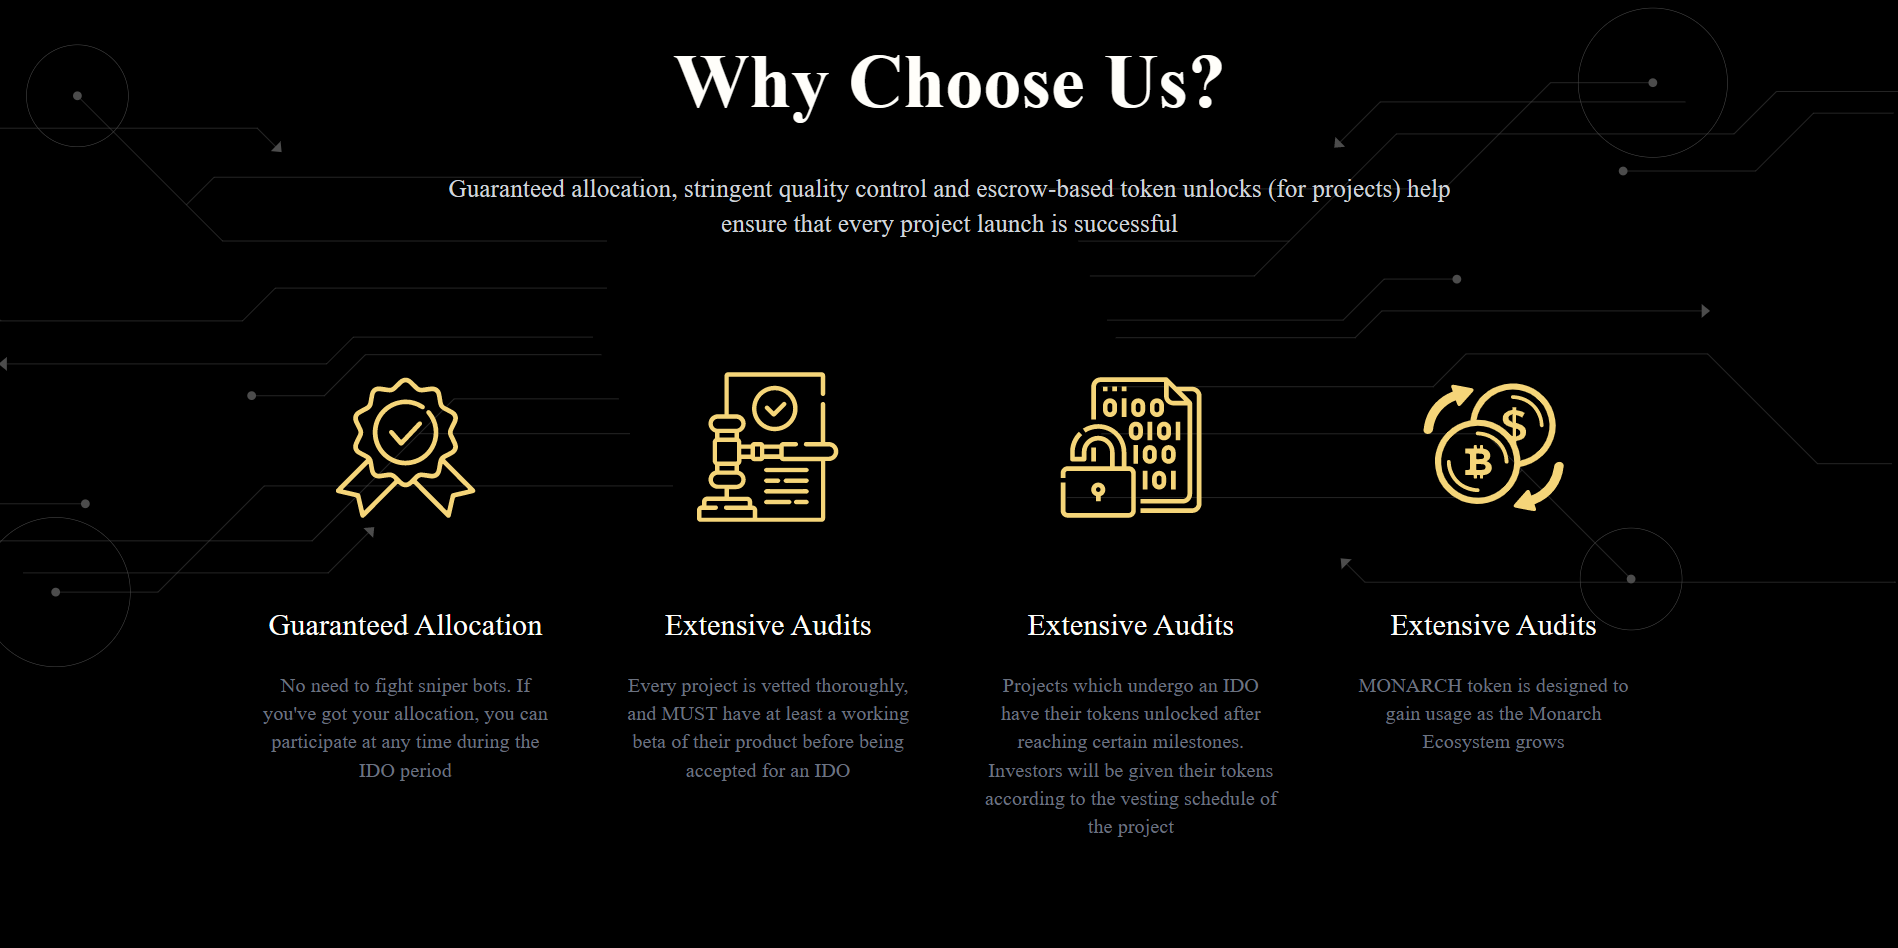 Why Choose Us?
Guaranteed allocation, stringent quality control and escrow-based token unlocks (for projects) help
ensure that every project launch is successful
0100
0101
100
101
$
Guaranteed Allocation
No need to fight sniper bots. If
you've got your allocation, you can
participate at any time during the
IDO period
Extensive Audits
Every project is vetted thoroughly,
and MUST have at least a working
beta of their product before being
accepted for an IDO
Extensive Audits
Projects which undergo an IDO
have their tokens unlocked after
reaching certain milestones.
Investors will be given their tokens
according to the vesting schedule of
the project
Extensive Audits
MONARCH token is designed to
gain usage as the Monarch
Ecosystem grows